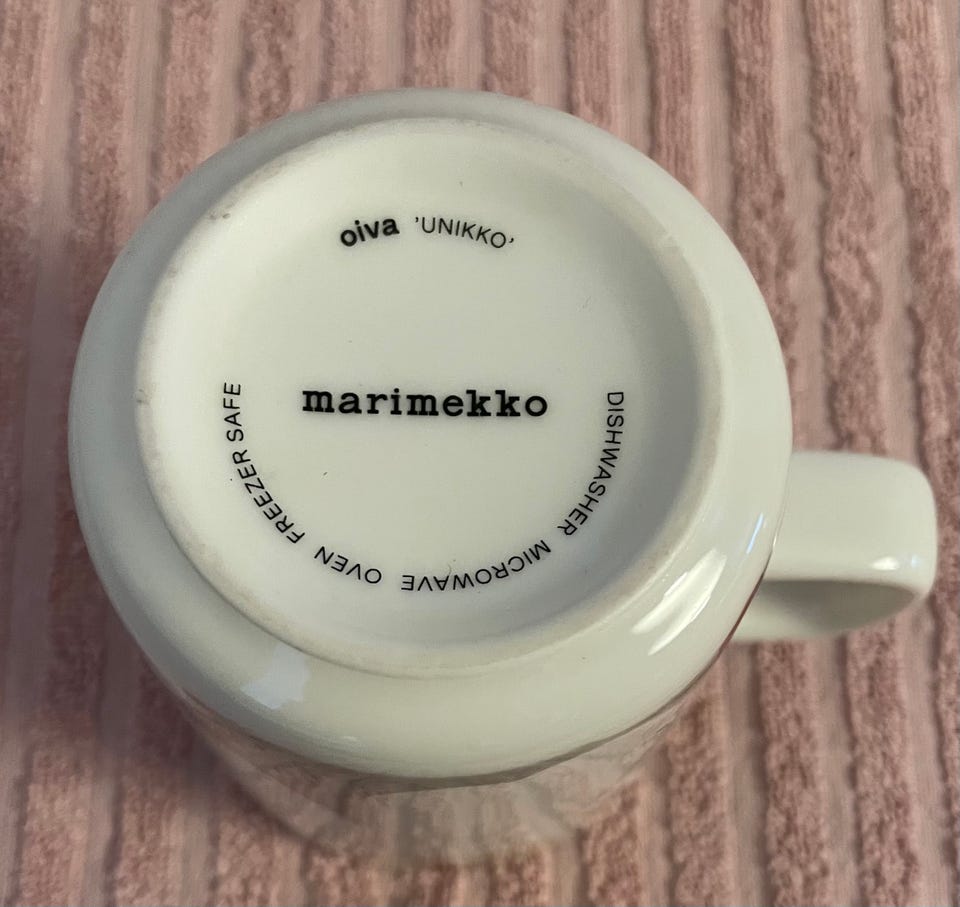 oiva 'UNIKKO'
marimekko
DISHWASHER MICROWAVE OVEN FREEZER SAFE